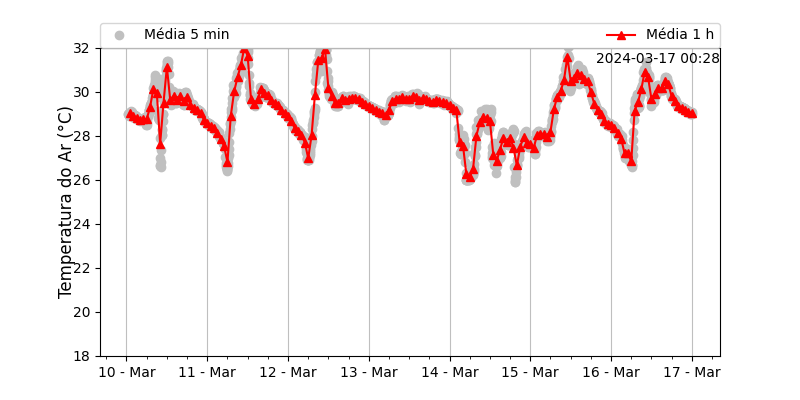 Média 5 min
Média 1 h
2024-03-17 00:28
Temperatura do Ar (°C)
32
30
28
26
24
22
20
18
10 - Mar
11 - Mar
12 - Mar
13 - Mar
14 - Mar
15 - Mar
16 - Mar
17 - Mar